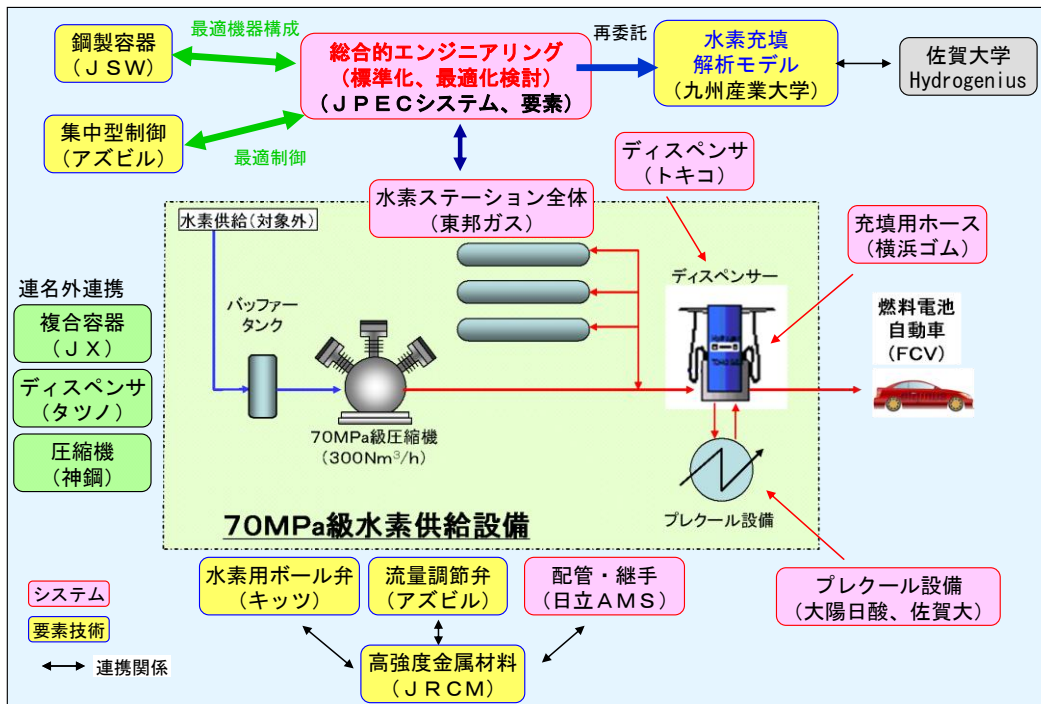 最適機器構成
鋼製容器
(JSW)
総合的エンジニアリング
(標準化、最適化検討)
(JPECシステム、要素)
再委託
水素充填
解析モデル
(九州産業大学)
佐賀大学
Hydrogenius
集中型制御
(アズビル)
最適制御
ディスペンサ
(トキコ)
水素ステーション全体
(東邦ガス)
水素供給(対象外)
充填用ホース
(横浜ゴム)
ディスペンサー
連名外連携
複合容器
(JX)
ディスペンサ
(タツノ)
圧縮機
(神鋼)
バッファー
タンク
燃料電池
自動車
(FCV)
70MPa級圧縮機
(300Nm³/h)
プレクール設備
70MPa級水素供給設備
水素用ボール弁
(キッツ)
流量調節弁
(アズビル)
配管・継手
(日立AMS)
プレクール設備
(大陽日酸、佐賀大)
システム
要素技術
連携関係
高強度金属材料
(JRCM)